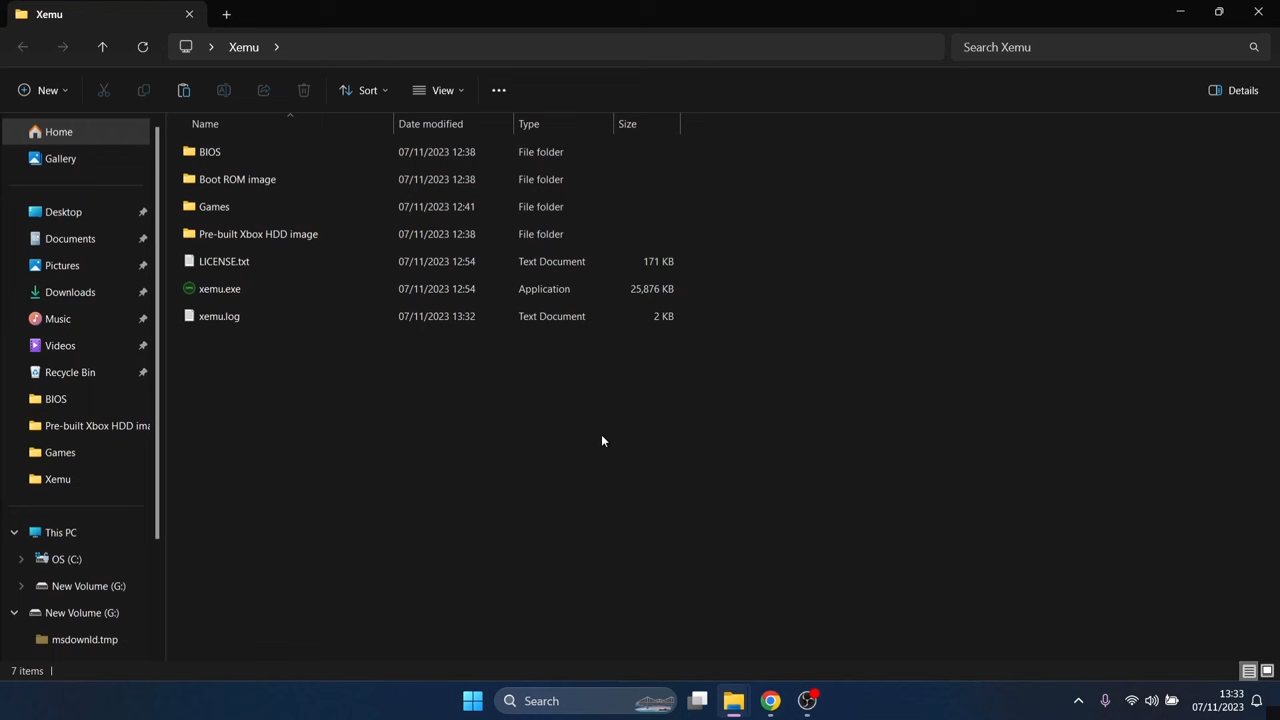 Xemu
Xemu
Search Xemu
New
Sort
View
Details
Name
Date modified
Type
Size
Home
Gallery
Desktop
Documents
Pictures
Downloads
Music
Videos
Recycle Bin
BIOS
Pre-built Xbox HDD ima
Games
Xemu
This PC
OS (C:)
New Volume (G:)
New Volume (G:)
msdownld.tmp
BIOS 07/11/2023 12:38 File folder
Boot ROM image 07/11/2023 12:38 File folder
Games 07/11/2023 12:41 File folder
Pre-built Xbox HDD image 07/11/2023 12:38 File folder
LICENSE.txt 07/11/2023 12:54 Text Document 171 KB
xemu.exe 07/11/2023 12:54 Application 25,876 KB
xemu.log 07/11/2023 13:32 Text Document 2 KB
7 items
Search
13:33
07/11/2023